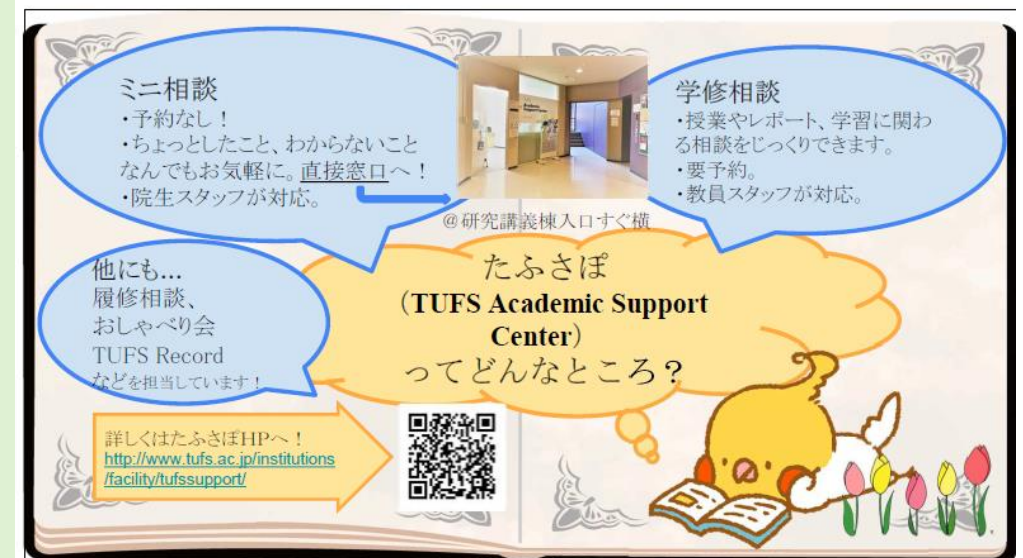 ミニ相談
・予約なし！
・ちょっとしたこと、わからないこと
なんでもお気軽に。直接窓口へ！
・院生スタッフが対応。
@研究講義棟入口すぐ横
学修相談
・授業やレポート、学習に関わ
る相談をじっくりできます。
・要予約。
・教員スタッフが対応。
たふさぽ
（TUFS Academic Support
Center）
ってどんなところ？
他にも...
履修相談、
おしゃべり会
TUFS Record
などを担当しています！
詳しくはたふさぽHPへ！
http://www.tufs.ac.jp/institutions
/facility/tufssupport/